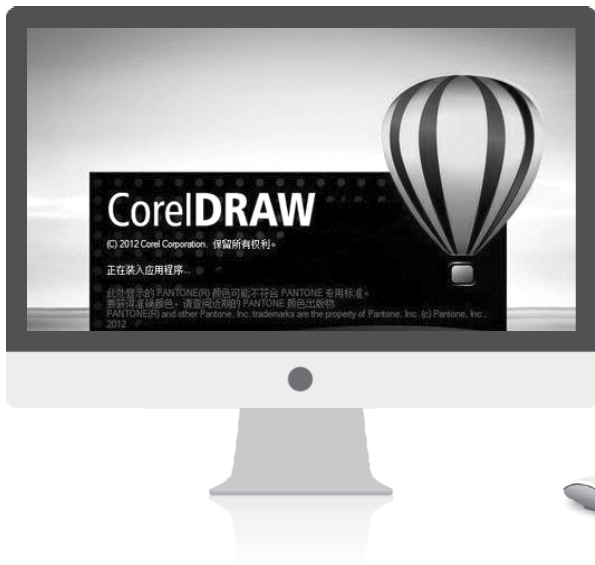 CorelDRAW
(C) 2012 Corel Corporation. 保留所有权利。
正在装入应用程序...
此处显示的 PANTONE(R) 颜色可能不符合 PANTONE 专用标准。
要获得准确颜色，请查阅近期的 PANTONE 颜色出版物.
PANTONE(R) and other Pantone, Inc. trademarks are the property of Pantone, Inc. (c) Pantone, Inc.,
2012